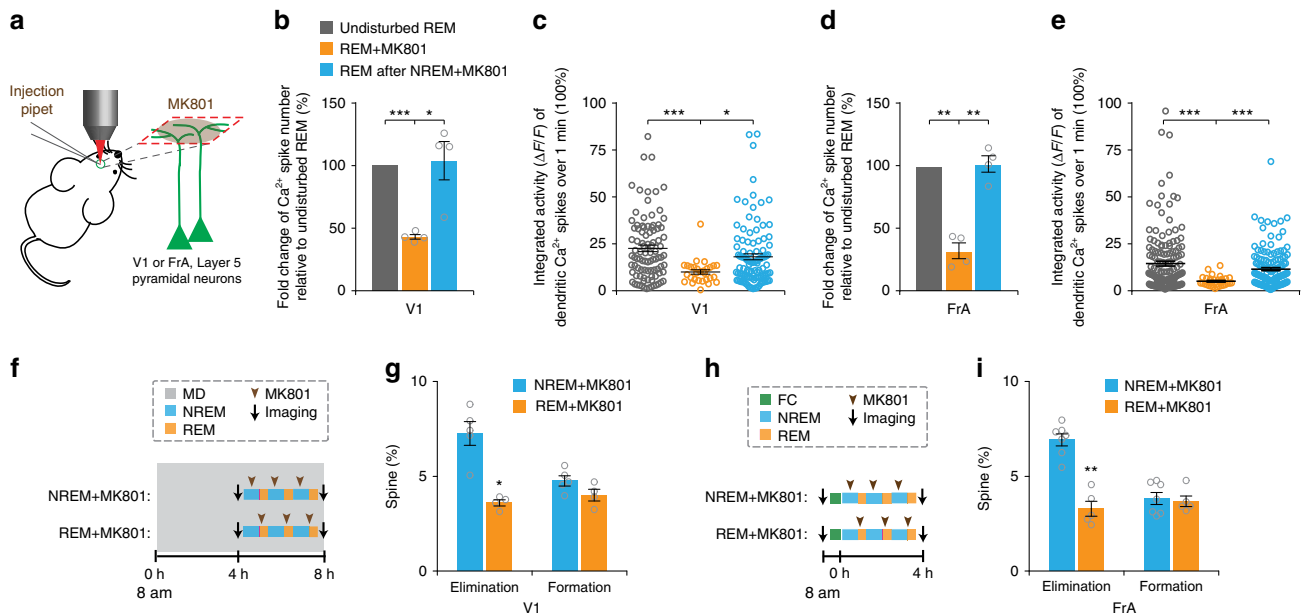 a
Injection
pipet
MK801
V1 or FrA, Layer 5
pyramidal neurons
b
Undisturbed REM
REM+MK801
REM after NREM+MK801
Fold change of Ca2+ spike number
relative to undisturbed REM (%)
150
100
50
0
***
*
V1
c
Integrated activity (ΔF/F) of
dendritic Ca2+ spikes over 1 min (100%)
100
75
50
25
0
***
*
V1
d
Fold change of Ca2+ spike number
relative to undisturbed REM (%)
150
100
50
0
**
**
FrA
e
Integrated activity (ΔF/F) of
dendritic Ca2+ spikes over 1 min (100%)
100
75
50
25
0
***
***
FrA
f
MD
NREM
REM
MK801
Imaging
NREM+MK801:
REM+MK801:
0 h
4 h
8 h
8 am
g
NREM+MK801
REM+MK801
Spine (%)
10
5
0
*
Elimination
Formation
V1
h
FC
NREM
REM
MK801
Imaging
NREM+MK801:
REM+MK801:
0 h
4 h
8 am
i
NREM+MK801
REM+MK801
Spine (%)
10
5
0
**
Elimination
Formation
FrA